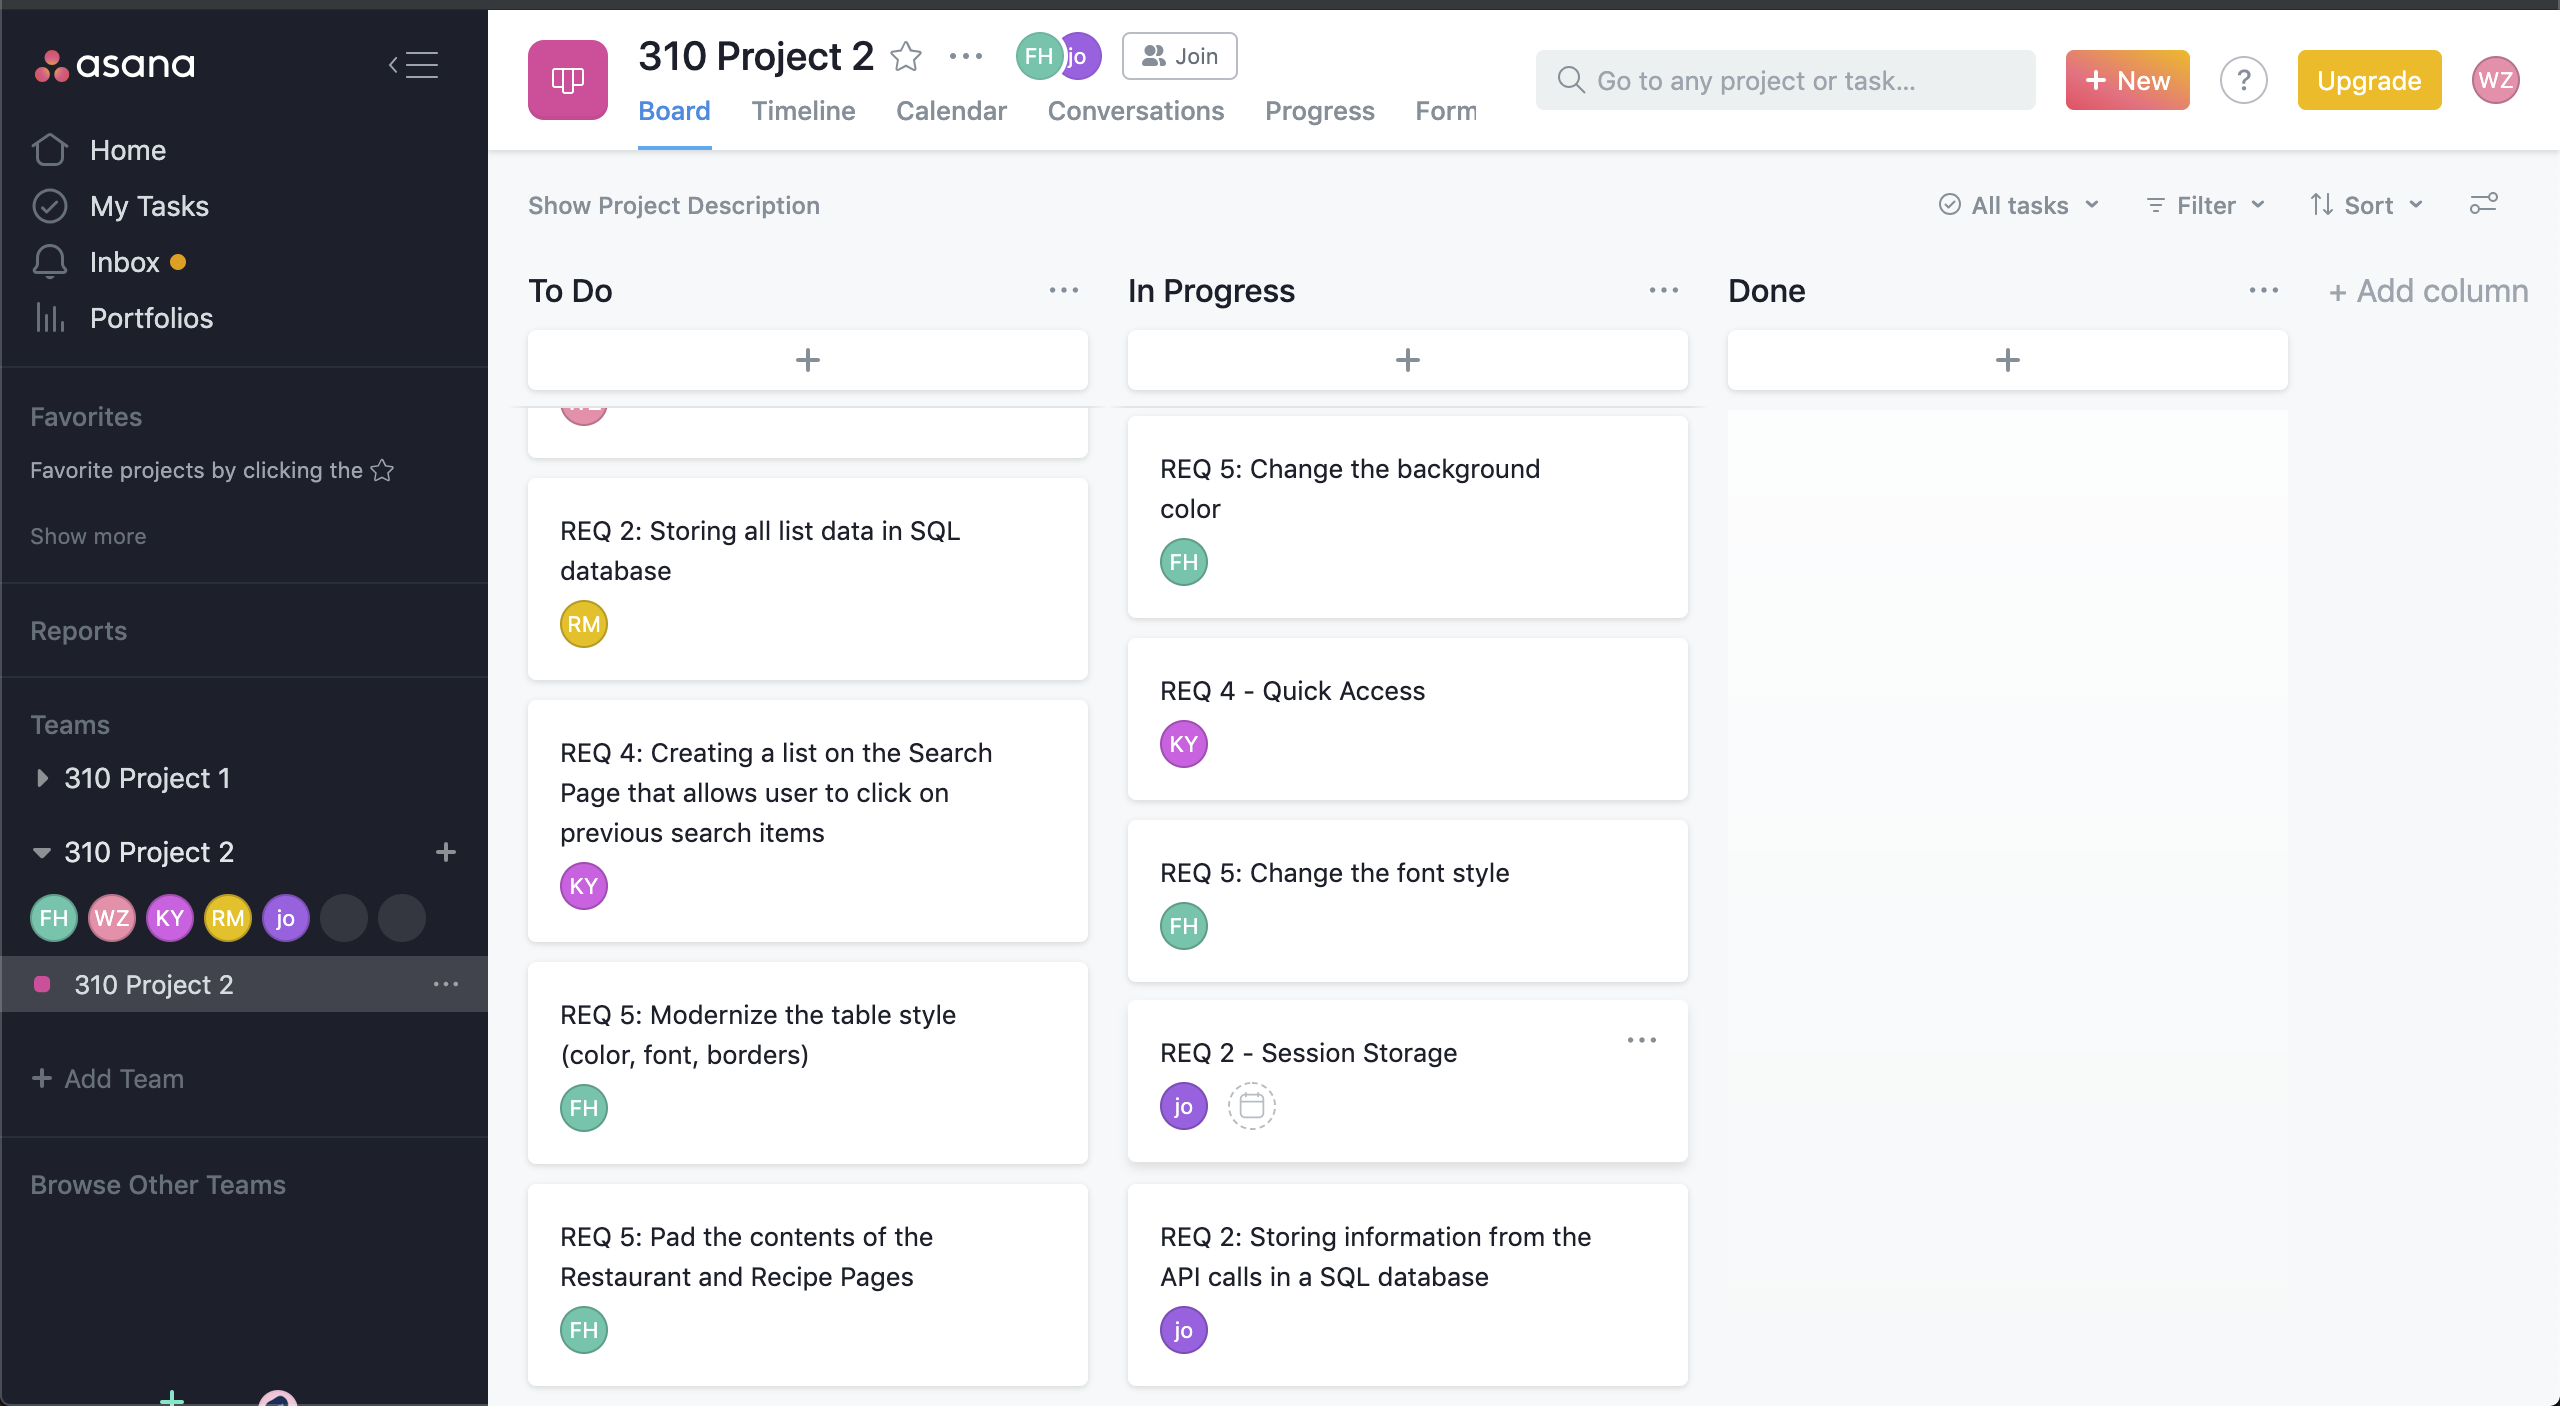 asana
Home
My Tasks
Inbox
Portfolios
Favorites
Favorite projects by clicking the
Show more
Reports
Teams
310 Project 1
310 Project 2
FH WZ KY RM jo
310 Project 2
Add Team
Browse Other Teams
310 Project 2
FH jo Join
Board Timeline Calendar Conversations Progress Form
Go to any project or task...
+ New
?
Upgrade
WZ
Show Project Description
All tasks Filter Sort
To Do
WZ
REQ 2: Storing all list data in SQL
database
RM
REQ 4: Creating a list on the Search
Page that allows user to click on
previous search items
KY
REQ 5: Modernize the table style
(color, font, borders)
FH
REQ 5: Pad the contents of the
Restaurant and Recipe Pages
FH
In Progress
REQ 5: Change the background
color
FH
REQ 4 - Quick Access
KY
REQ 5: Change the font style
FH
REQ 2 - Session Storage
jo
REQ 2: Storing information from the
API calls in a SQL database
jo
Done
+ Add column